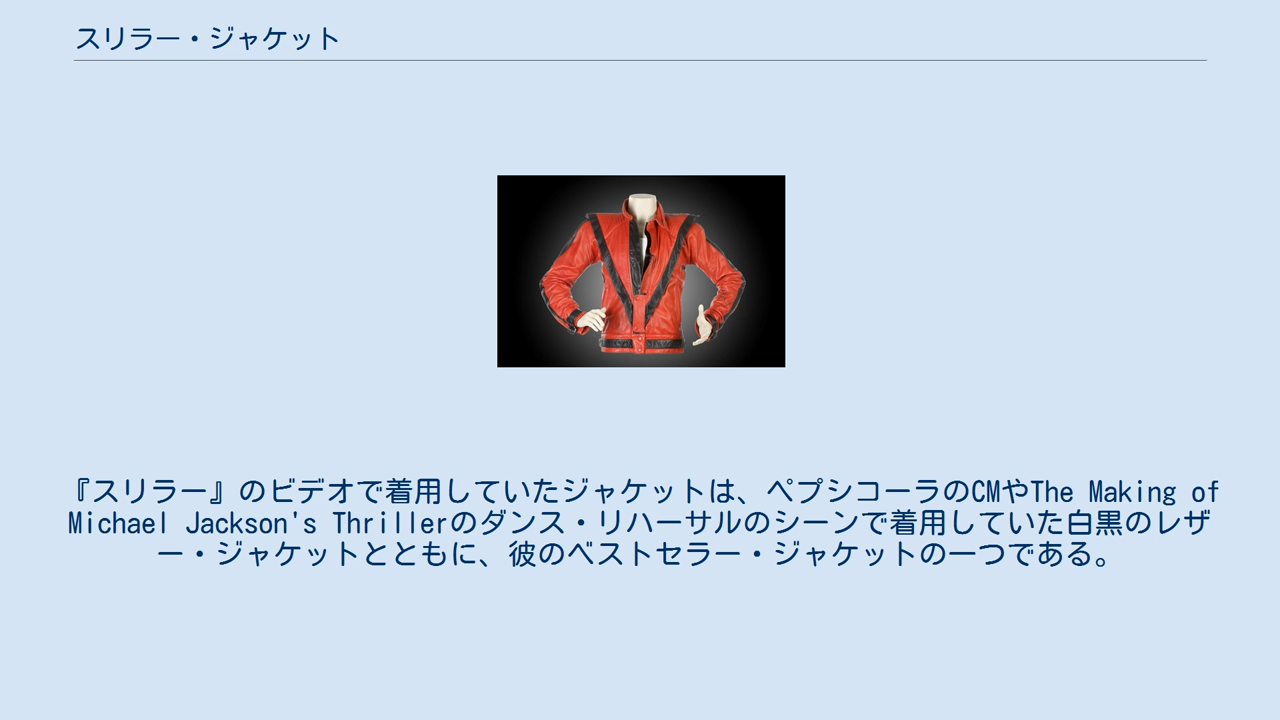 スリラー・ジャケット
『スリラー』のビデオで着用していたジャケットは、ペプシコーラのCMやThe Making of
Michael Jackson's Thrillerのダンス・リハーサルのシーンで着用していた白黒のレザ
ー・ジャケットとともに、彼のベストセラー・ジャケットの一つである。